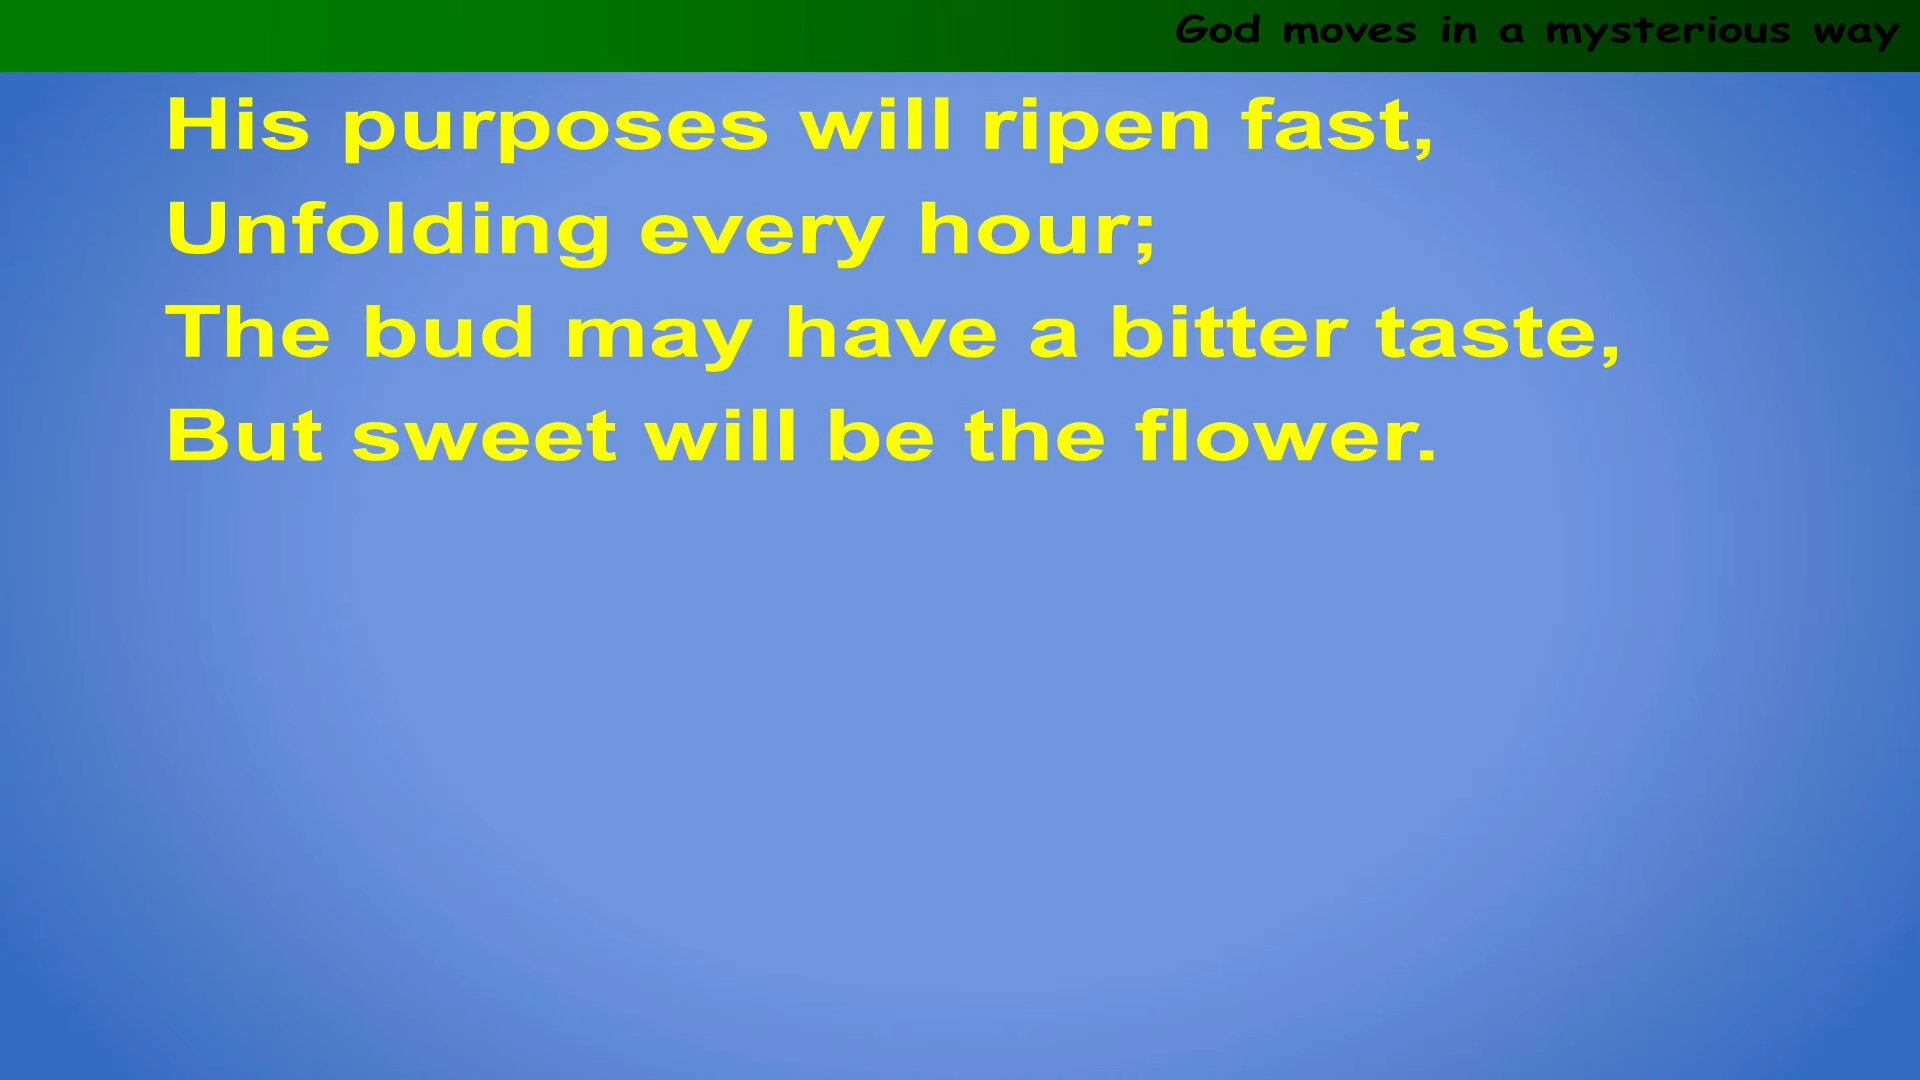 God moves in a mysterious way
His purposes will ripen fast,
Unfolding every hour;
The bud may have a bitter taste,
But sweet will be the flower.